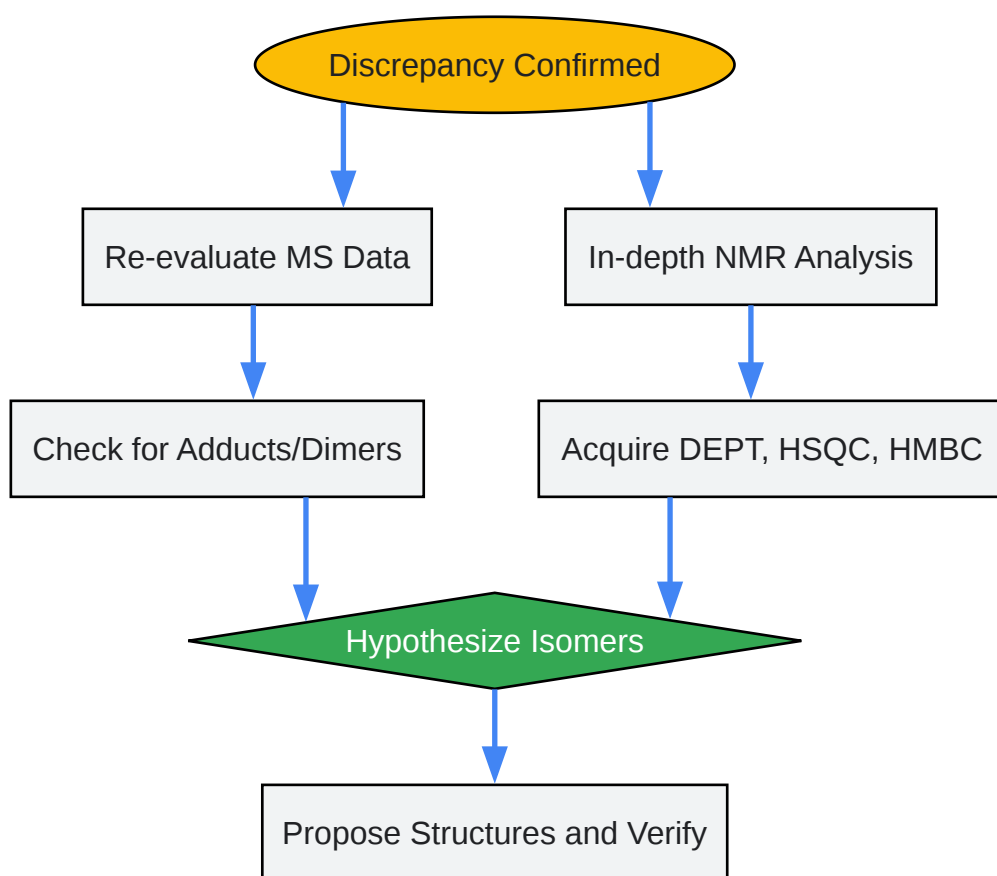 Discrepancy Confirmed
Re-evaluate MS Data
In-depth NMR Analysis
Check for Adducts/Dimers
Acquire DEPT, HSQC, HMBC
Hypothesize Isomers
Propose Structures and Verify